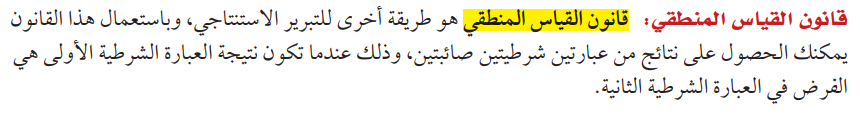 قانون القياس المنطقي: قانون القياس المنطقي هو طريقة أخرى للتبرير الاستنتاجي، وباستعمال هذا القانون
يمكنك الحصول على نتائج من عبارتين شرطيتين صائبتين، وذلك عندما تكون نتيجة العبارة الشرطية الأولى هي
الفرض في العبارة الشرطية الثانية.